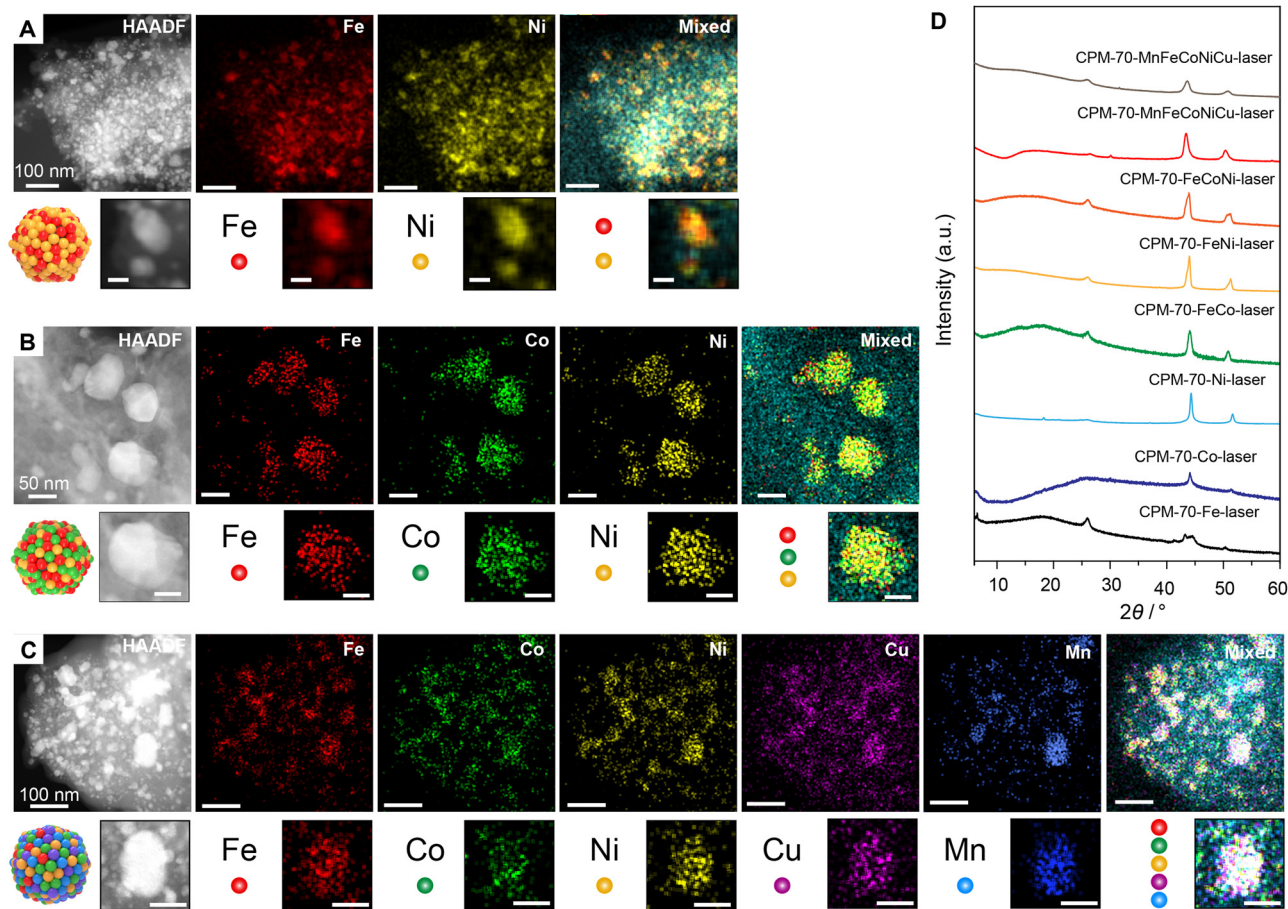 A
HAADF
Fe
Ni
Mixed
100 nm
Fe
Ni
B
HAADF
Fe
Co
Ni
Mixed
50 nm
Fe
Co
Ni
C
HAADF
Fe
Co
Ni
Cu
Mn
Mixed
100 nm
Fe
Co
Ni
Cu
Mn
D
CPM-70-MnFeCoNiCu-laser
CPM-70-MnFeCoNiCu-laser
CPM-70-FeCoNi-laser
CPM-70-FeNi-laser
CPM-70-FeCo-laser
CPM-70-Ni-laser
CPM-70-Co-laser
CPM-70-Fe-laser
Intensity (a.u.)
10 20 30 40 50 60
2θ / °